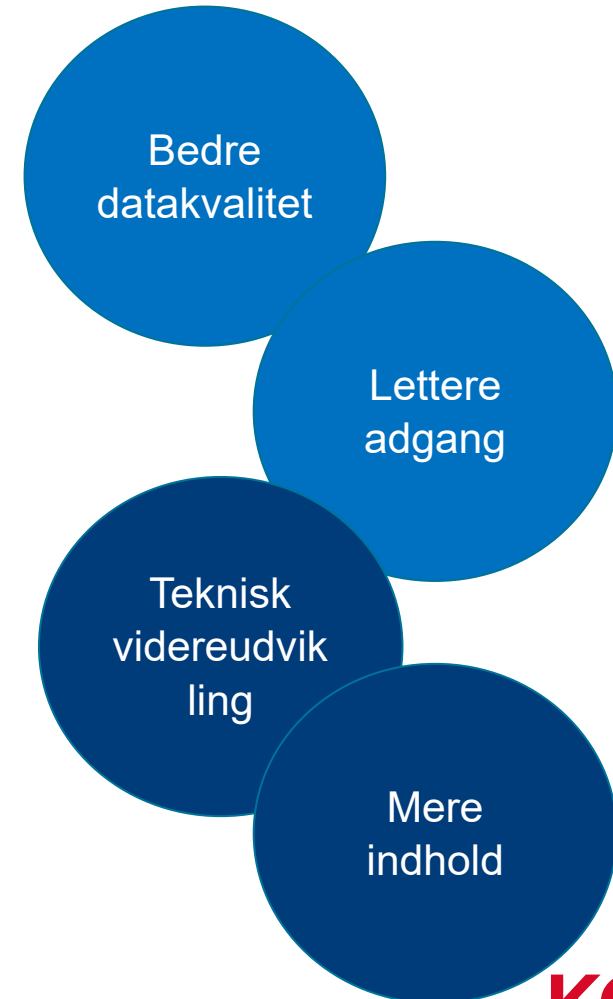 Bedre
datakvalitet
Lettere
adgang
Teknisk
videreudvik
ling
Mere
indhold